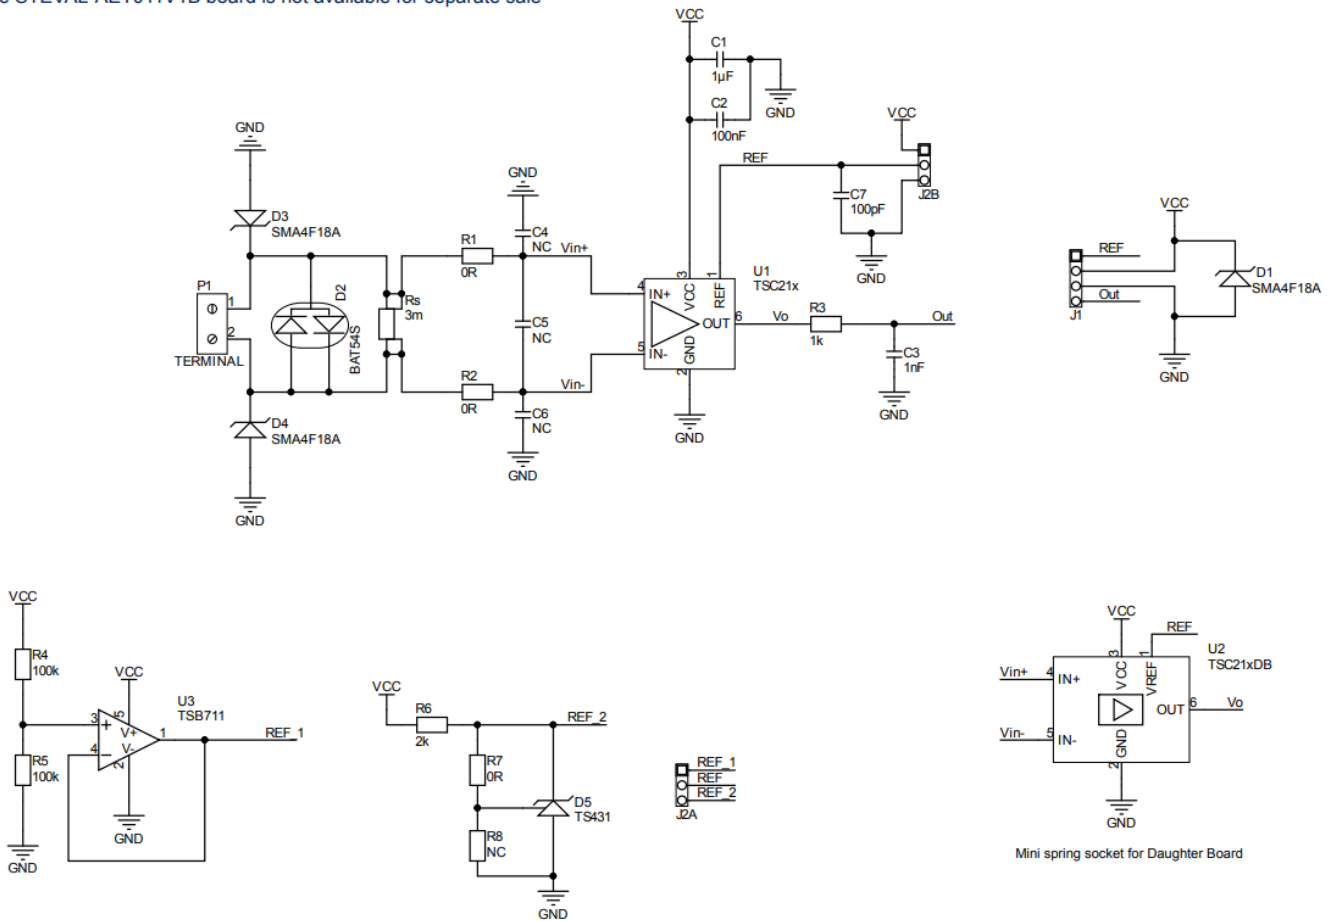 STEVAL-AETO11V1B board is not available for separate sale
VCC
C1
1µF
GND
C2
100nF
VCC
GND
REF
J2B
C7
100pF
GND
GND
D3
SMA4F18A
C4
NC
Vin+
R1
0R
U1
TSC21x
P1
1
2
TERMINAL
D2
BAT54S
Rs
3m
C5
NC
4
IN+
3
VCC
1
REF
OUT
6
Vo
R3
1k
Out
5
IN-
GND
2
C3
1nF
GND
R2
0R
Vin-
C6
NC
GND
GND
D4
SMA4F18A
GND
VCC
REF
Out
J1
D1
SMA4F18A
GND
VCC
R4
100k
VCC
U3
TSB711
3
5
+
V+
1
REF_1
4
−
V-
2
R5
100k
GND
GND
VCC
R6
2k
REF_2
R7
0R
D5
TS431
R8
NC
GND
REF_1
REF
REF_2
J2A
VCC
REF
U2
TSC21xDB
Vin+
4
IN+
3
VCC
1
VREF
OUT
6
Vo
Vin-
5
IN-
GND
2
GND
Mini spring socket for Daughter Board